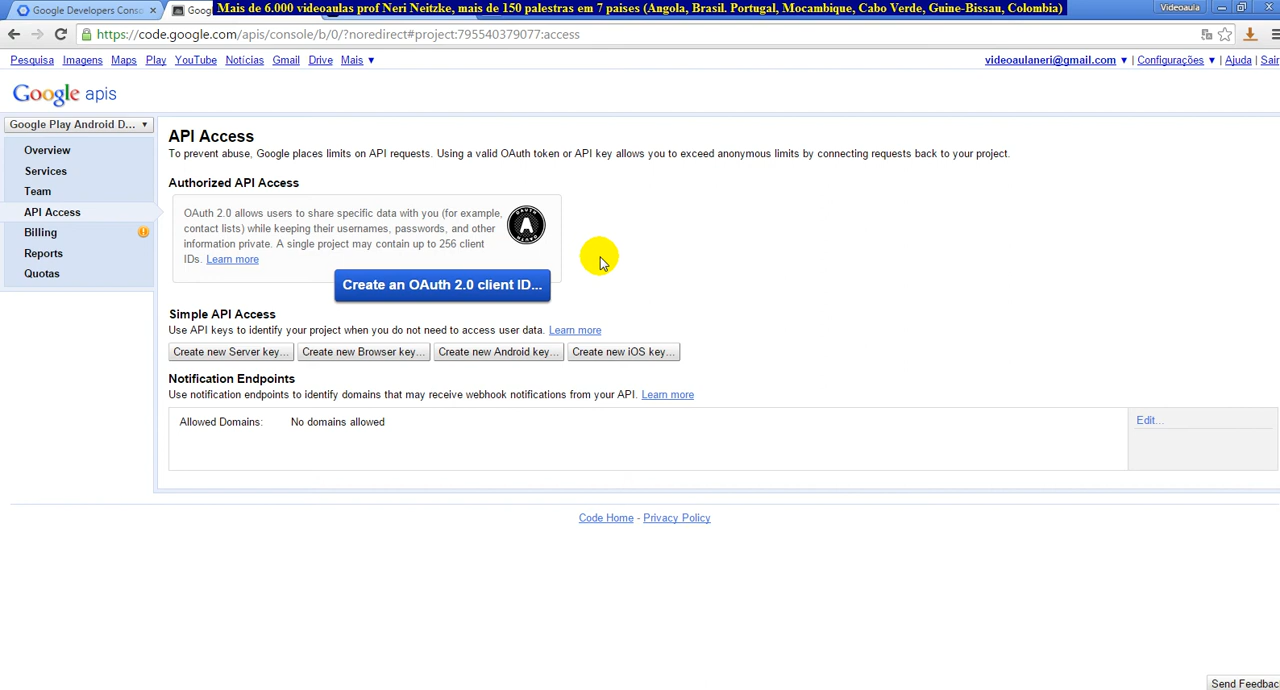 Google Developers Conso
Goog
Mais de 6.000 videoaulas prof Neri Neitzke, mais de 150 palestras em 7 paises (Angola, Brasil. Portugal, Mocambique, Cabo Verde, Guine-Bissau, Colombia)
Videoaula
https://code.google.com/apis/console/b/0/?noredirect#project:795540379077:access
Pesquisa Imagens Maps Play YouTube Notícias Gmail Drive Mais ▼
videoaulaneri@gmail.com ▼ | Configurações ▼ | Ajuda | Sair
Google apis
Google Play Android D... ▼
Overview
Services
Team
API Access
Billing
Reports
Quotas
API Access
To prevent abuse, Google places limits on API requests. Using a valid OAuth token or API key allows you to exceed anonymous limits by connecting requests back to your project.
Authorized API Access
OAuth 2.0 allows users to share specific data with you (for example,
contact lists) while keeping their usernames, passwords, and other
information private. A single project may contain up to 256 client
IDs. Learn more
Create an OAuth 2.0 client ID...
Simple API Access
Use API keys to identify your project when you do not need to access user data. Learn more
Create new Server key... Create new Browser key... Create new Android key... Create new iOS key...
Notification Endpoints
Use notification endpoints to identify domains that may receive webhook notifications from your API. Learn more
Allowed Domains: No domains allowed
Edit...
Code Home - Privacy Policy
Send Feedbac